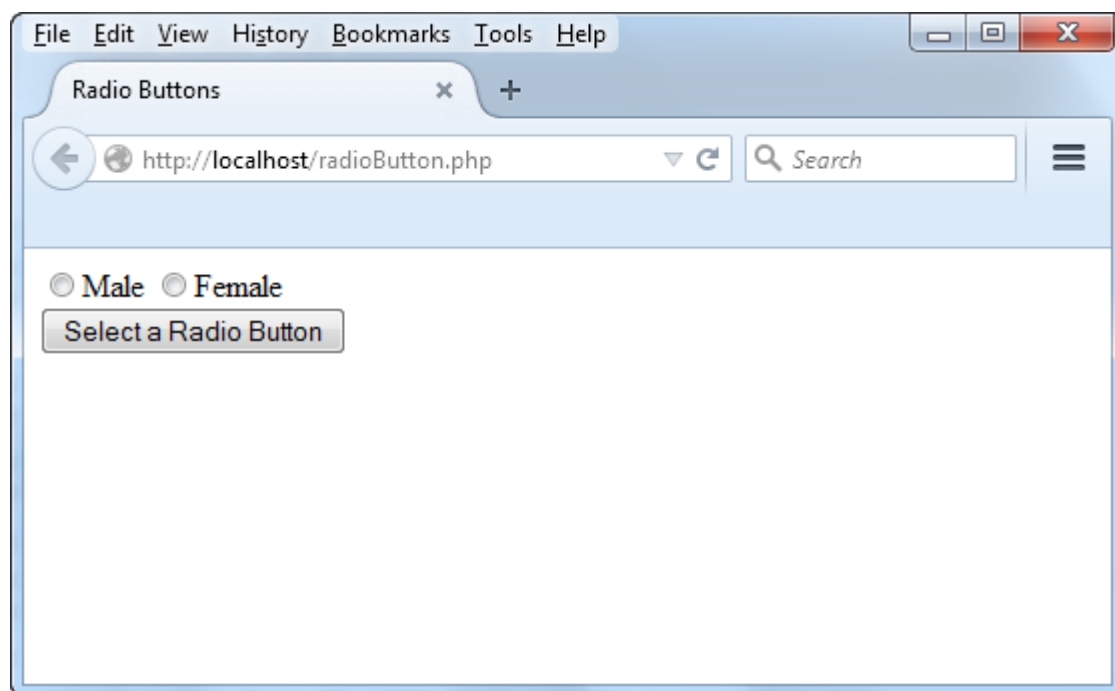 File Edit View History Bookmarks Tools Help
Radio Buttons
http://localhost/radioButton.php Search
Male Female
Select a Radio Button